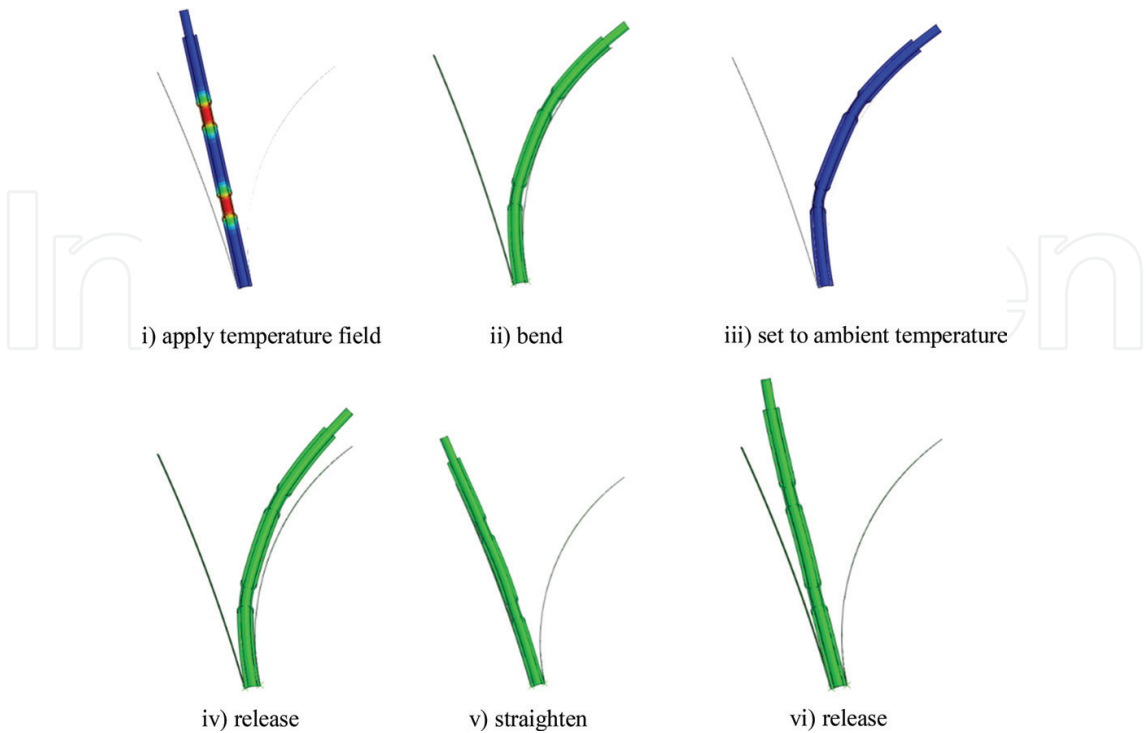 i) apply temperature field
ii) bend
iii) set to ambient temperature
iv) release
v) straighten
vi) release